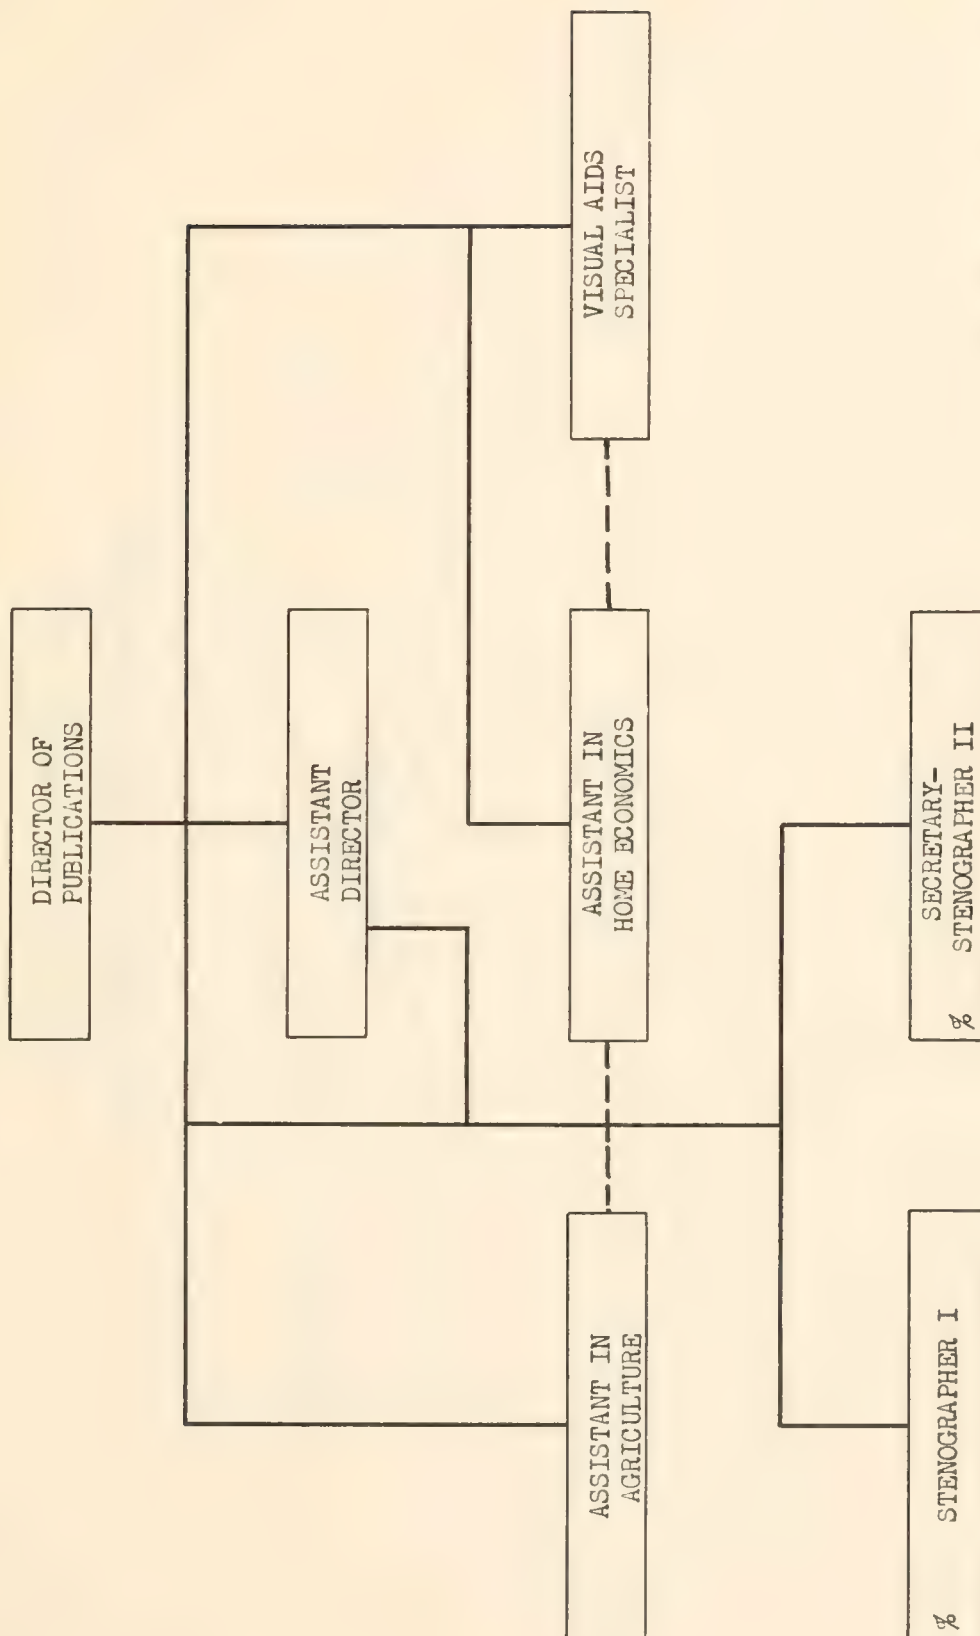 DIRECTOR OF
PUBLICATIONS
ASSISTANT
DIRECTOR
ASSISTANT IN
AGRICULTURE
ASSISTANT IN
HOME ECONOMICS
VISUAL AIDS
SPECIALIST
% STENOGRAPHER I
SECRETARY-
% STENOGRAPHER II